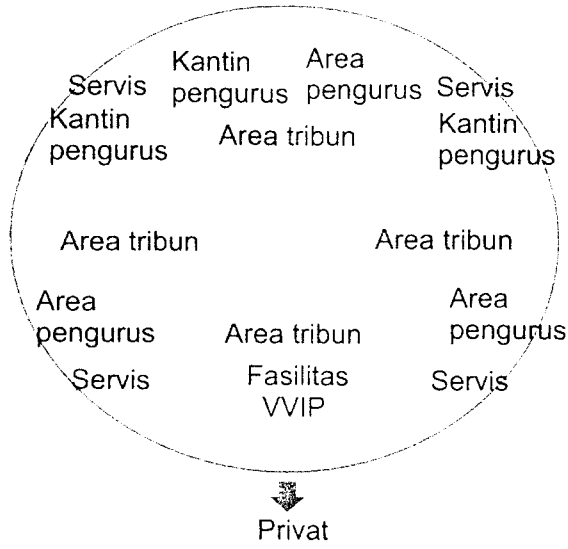 Kantin
pengurus
Area
pengurus
Servis
Servis
Kantin
pengurus
Area tribun
Kantin
pengurus
Area tribun
Area tribun
Area
pengurus
Area tribun
Area
pengurus
Servis
Fasilitas
VVIP
Servis
Privat